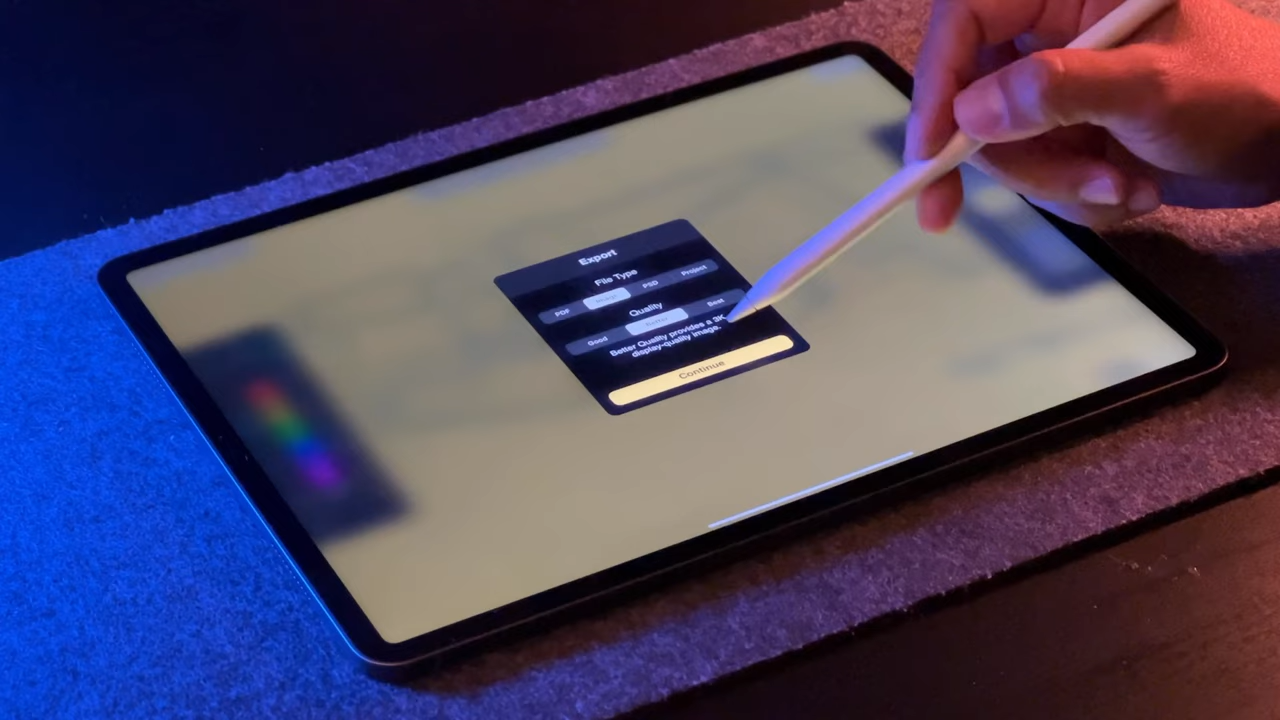 Export
File Type
PDF PSD Project
Quality
Good Best
Better Quality provides a 3K
display-quality image.
Continue